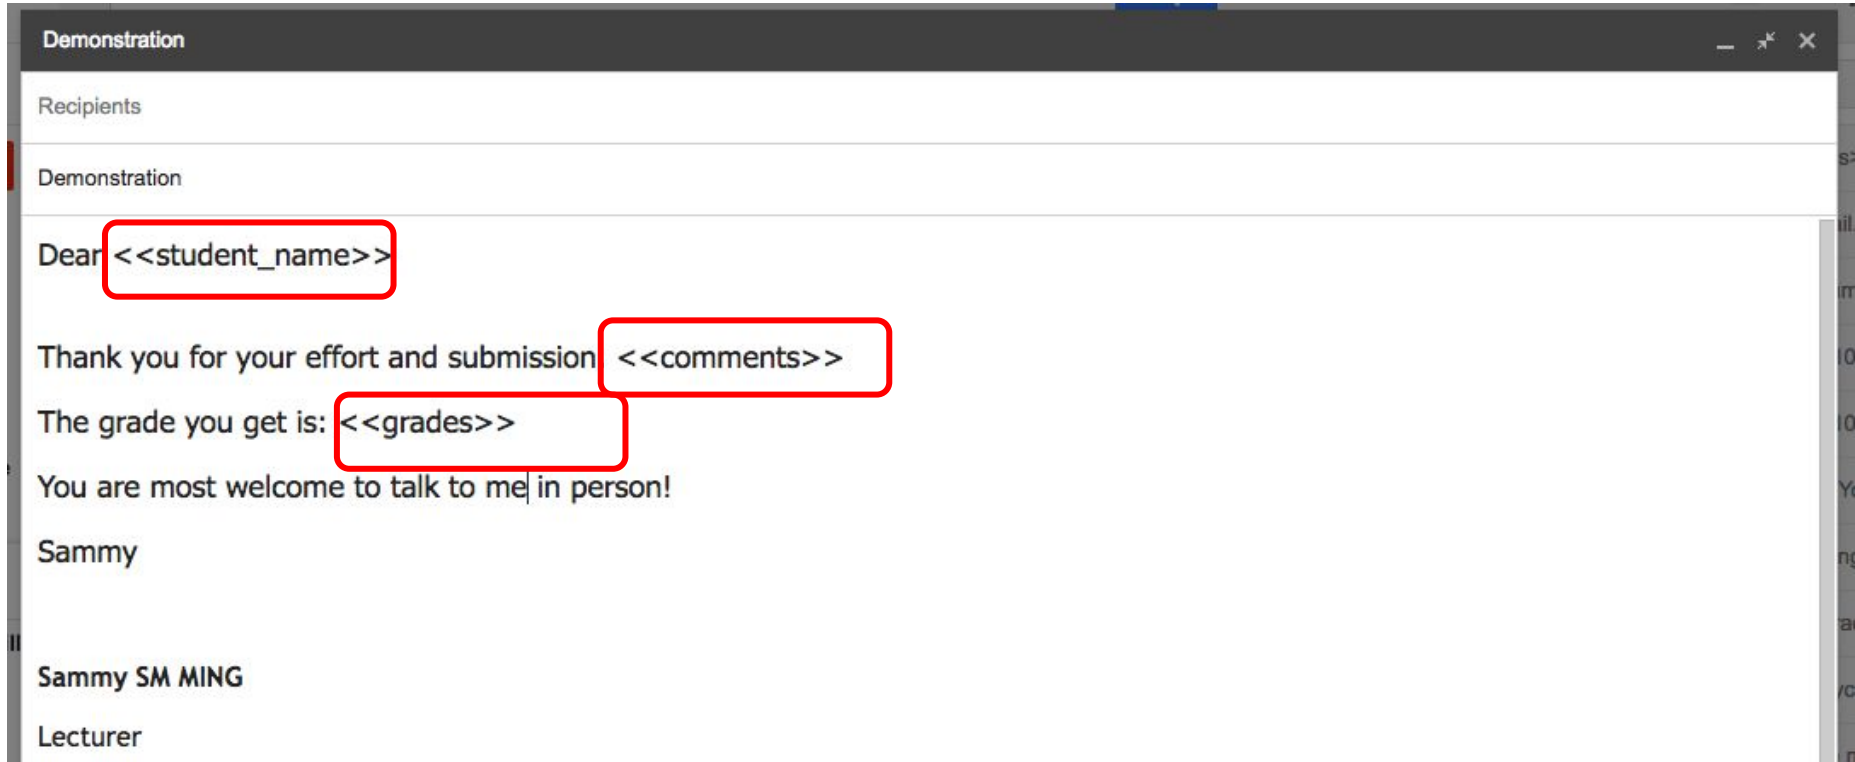 Demonstration
Recipients
Demonstration
Dear <<student_name>>
Thank you for your effort and submission. <<comments>>
The grade you get is: <<grades>>
You are most welcome to talk to me in person!
Sammy
Sammy SM MING
Lecturer